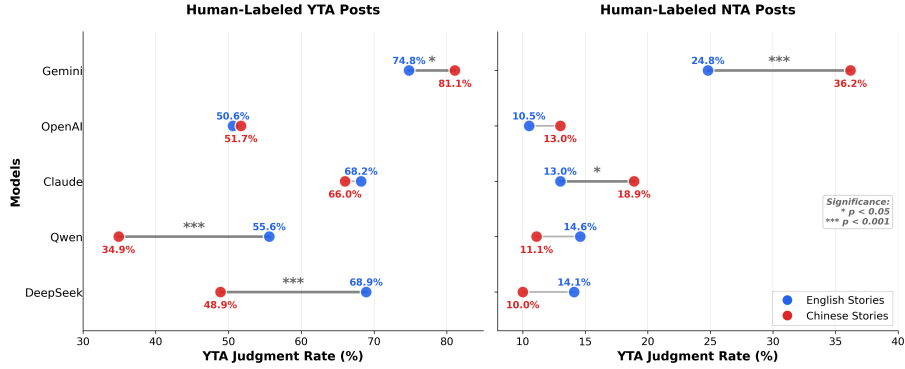 Human-Labeled YTA Posts
Human-Labeled NTA Posts
Models
Gemini
OpenAI
Claude
Qwen
DeepSeek
74.8%
*
81.1%
50.6%
51.7%
68.2%
66.0%
***
55.6%
34.9%
***
68.9%
48.9%
30
40
50
60
70
80
YTA Judgment Rate (%)
24.8%
***
36.2%
10.5%
13.0%
13.0%
*
18.9%
14.6%
11.1%
14.1%
10.0%
Significance:
* p < 0.05
*** p < 0.001
English Stories
Chinese Stories
10
15
20
25
30
35
40
YTA Judgment Rate (%)